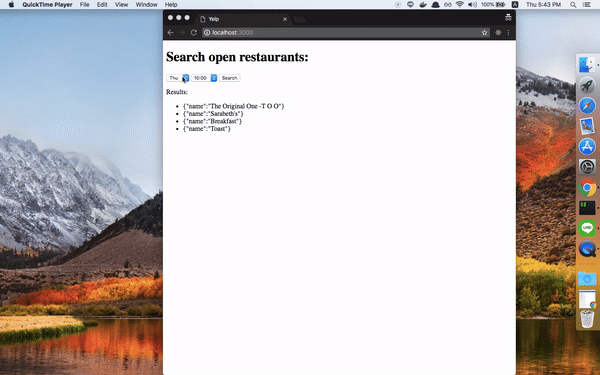 QuickTime Player File Edit View Window Help 100% Thu 5:43 PM
Yelp
localhost:3000
Search open restaurants:
Thu 10:00 Search
Results:
{"name":"The Original One -T O O"}
{"name":"Sarabeth's"}
{"name":"Breakfast"}
{"name":"Toast"}